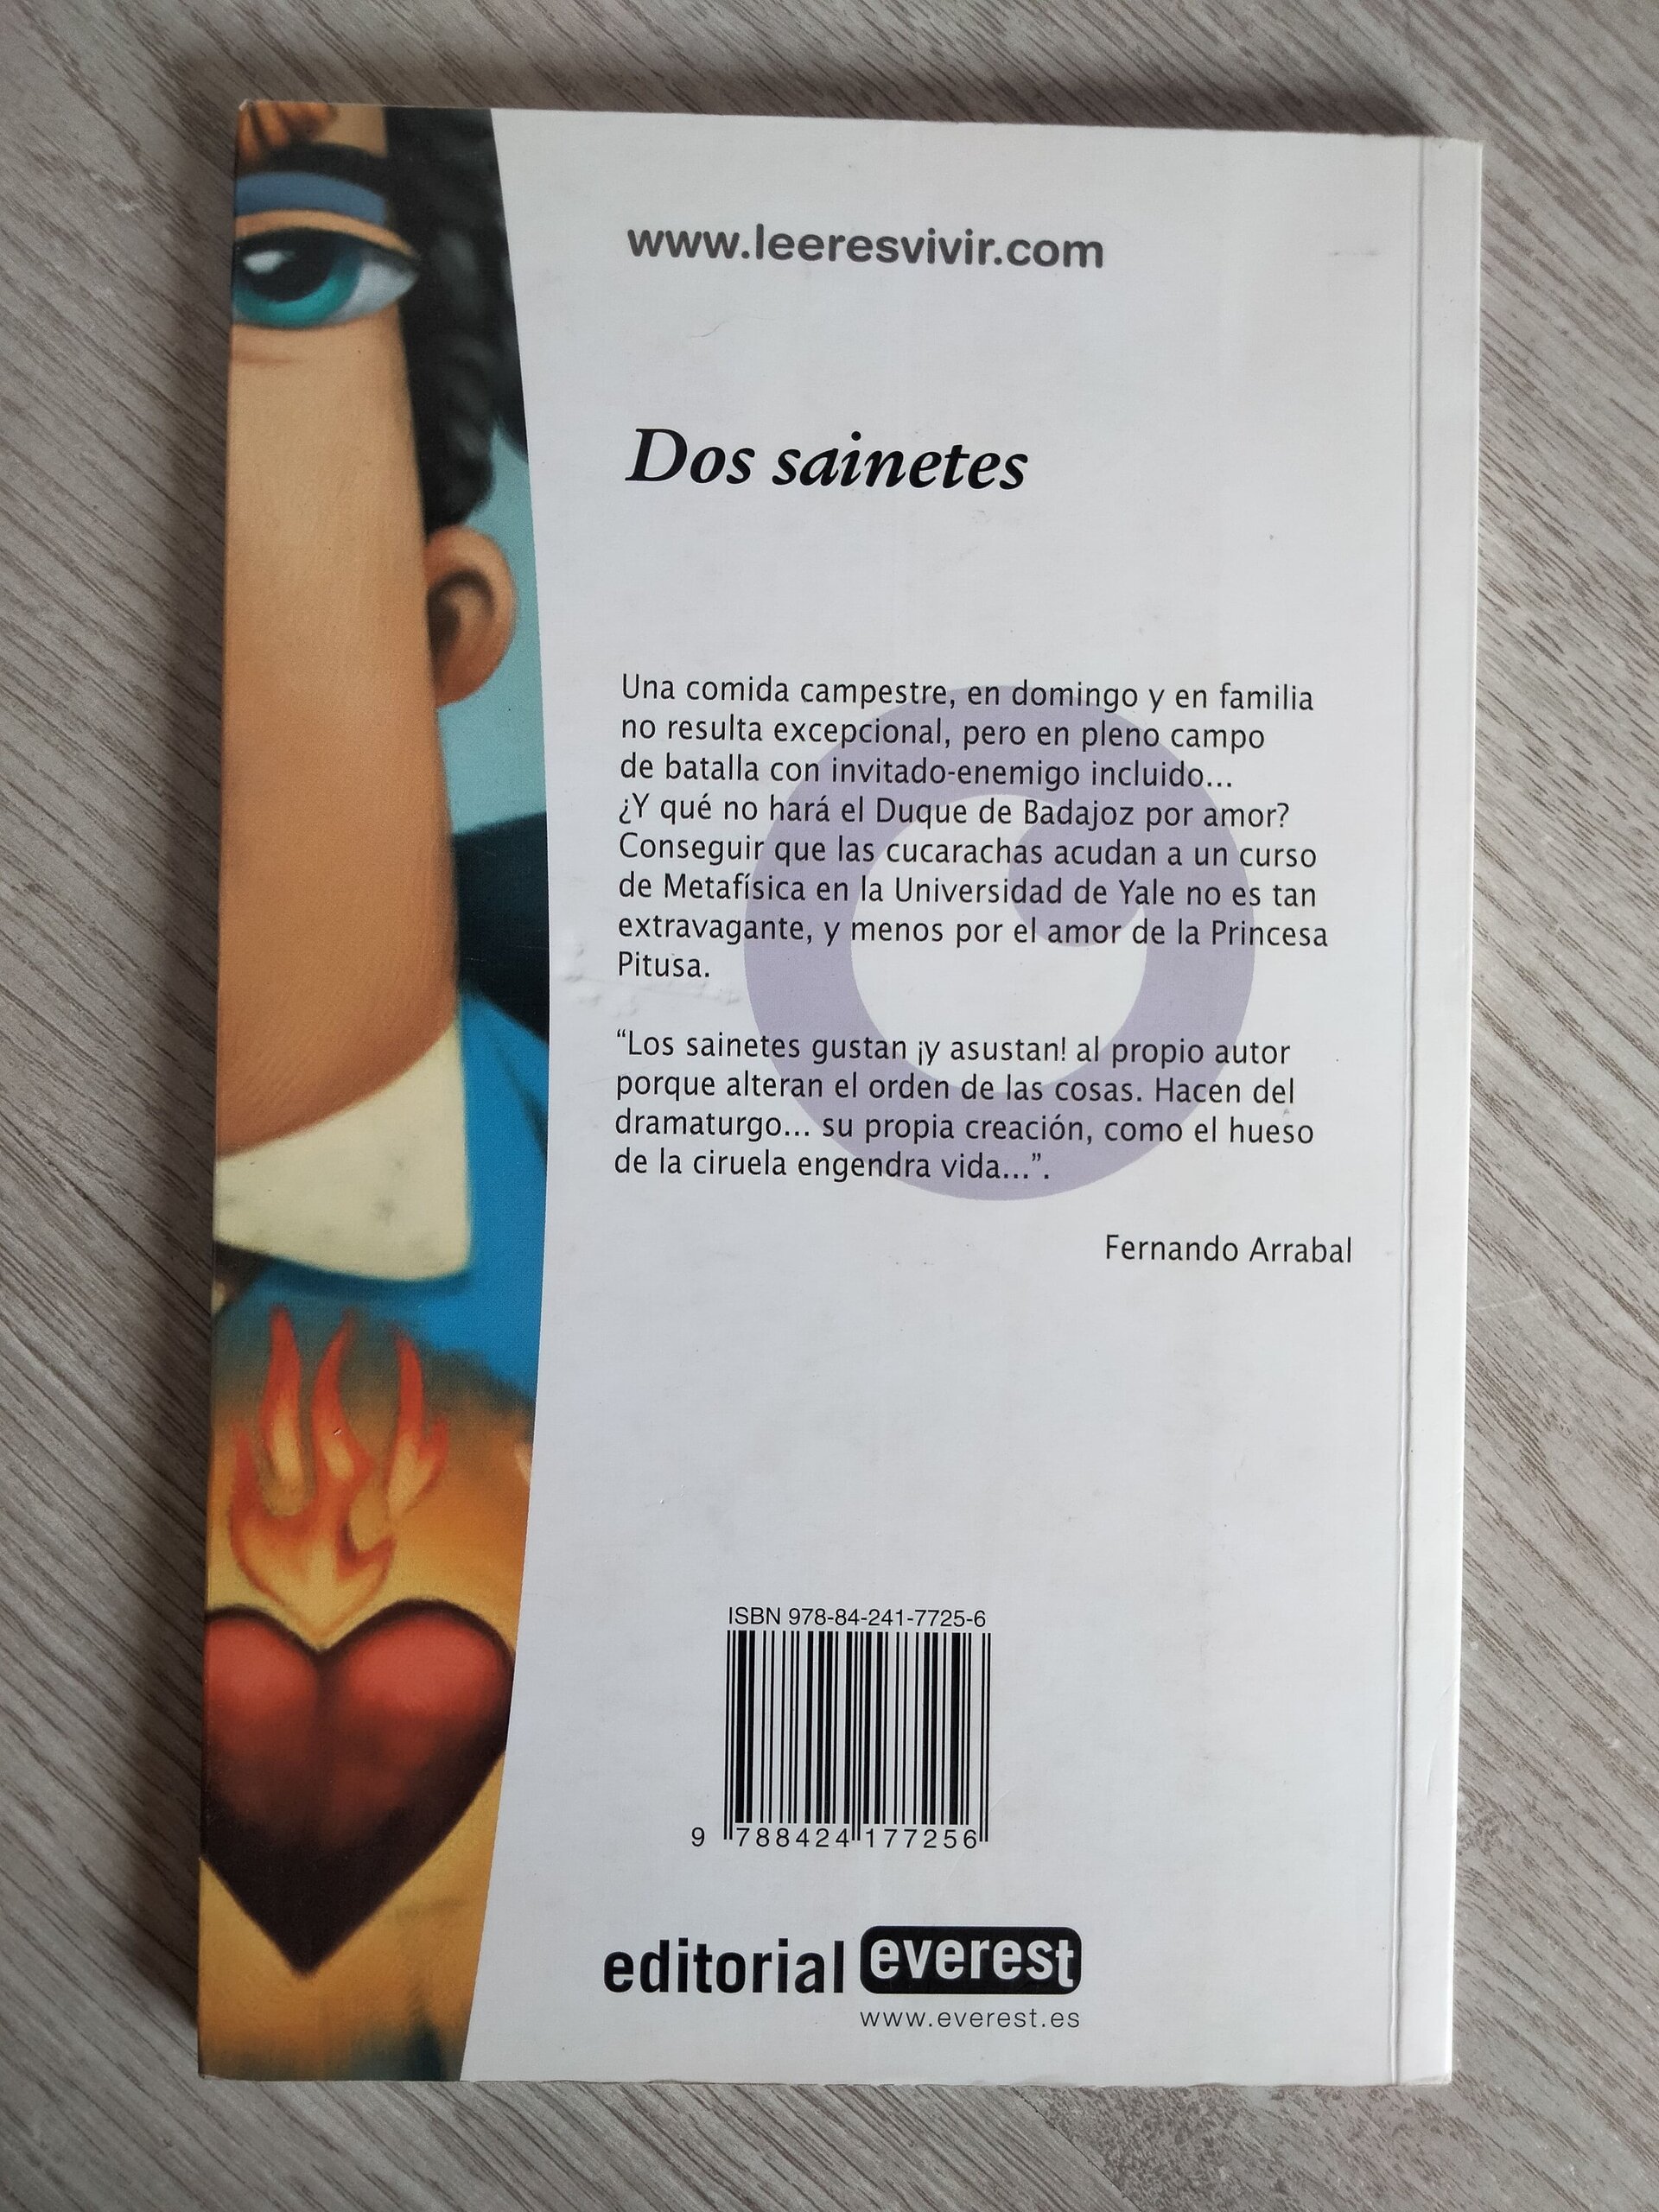 www.leeresvivir.com
Dos sainetes
Una comida campestre, en domingo y en familia
no resulta excepcional, pero en pleno campo
de batalla con invitado-enemigo incluido...
¿Y qué no hará el Duque de Badajoz por amor?
Conseguir que las cucarachas acudan a un curso
de Metafísica en la Universidad de Yale no es tan
extravagante, y menos por el amor de la Princesa
Pitusa.
“Los sainetes gustan ¡y asustan! al propio autor
porque alteran el orden de las cosas. Hacen del
dramaturgo... su propia creación, como el hueso
de la ciruela engendra vida...”.
Fernando Arrabal
ISBN 978-84-241-7725-6
9 788424 177256
editorial everest
www.everest.es